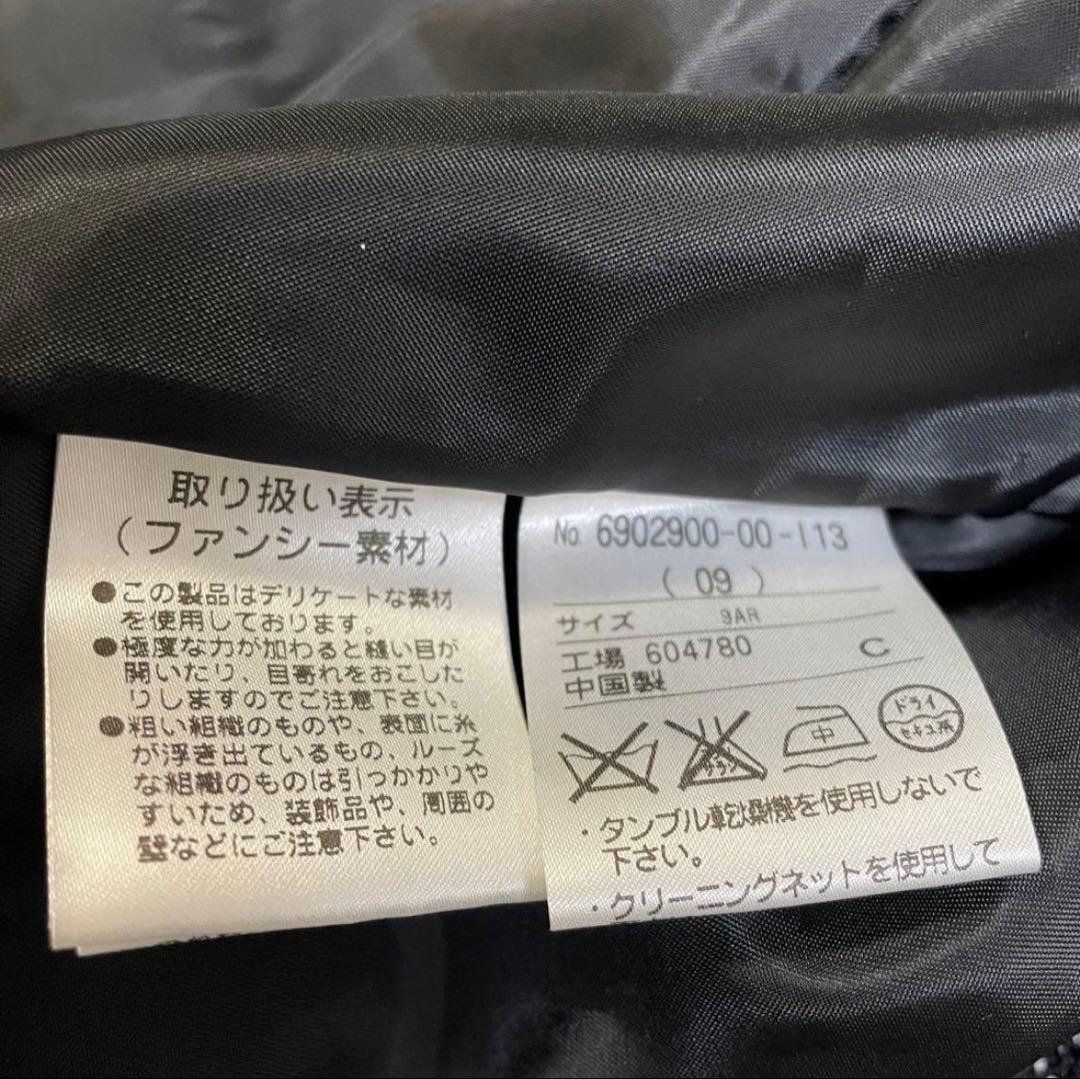 取り扱い表示
(ファンシー素材)
●この製品はデリケートな素材
を使用しております。
●極度な力が加わると縫い目が
開いたり、目寄れをおこした
りしますのでご注意下さい。
●粗い組織のものや、表面に糸
が浮き出ているもの、ルーズ
な組織のものは引っかかりや
すいため、装飾品や、周囲の
壁などにご注意下さい。
No. 6902900-00-113
( 09 )
サイズ 9AR
工場 604780 C
中国製
エンソ
サラシ
中
ドライ
セキユ系
・タンブル乾燥機を使用しないで
下さい。
・クリーニングネットを使用して